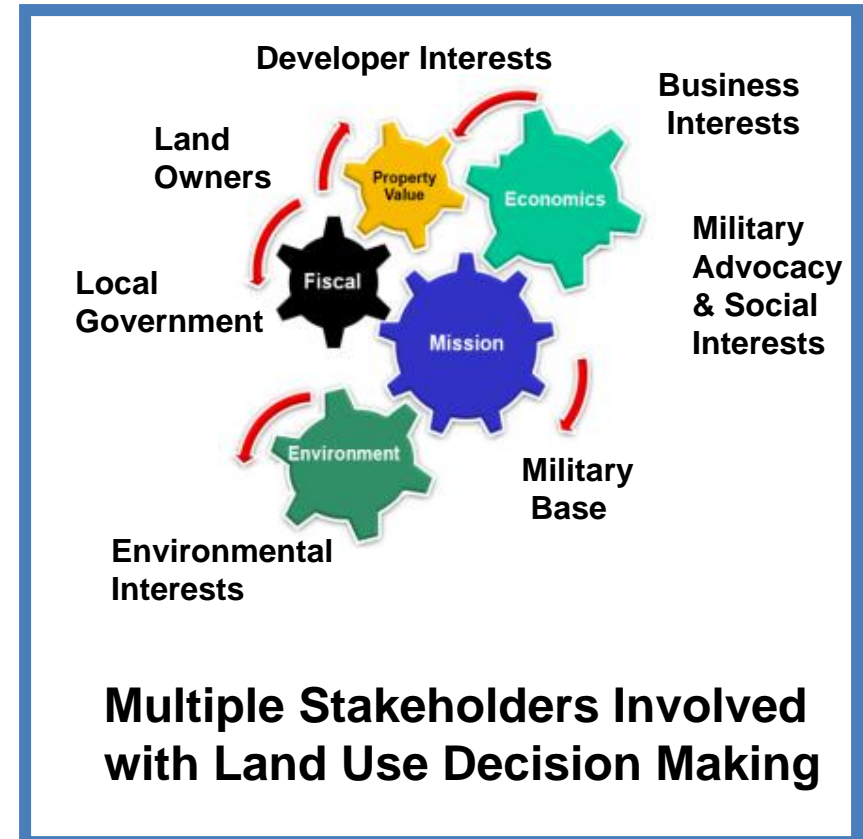 Developer Interests
Business
Interests
Land
Owners
Property
Value
Economics
Military
Advocacy
& Social
Interests
Local
Government
Fiscal
Mission
Environment
Military
Base
Environmental
Interests
Multiple Stakeholders Involved
with Land Use Decision Making